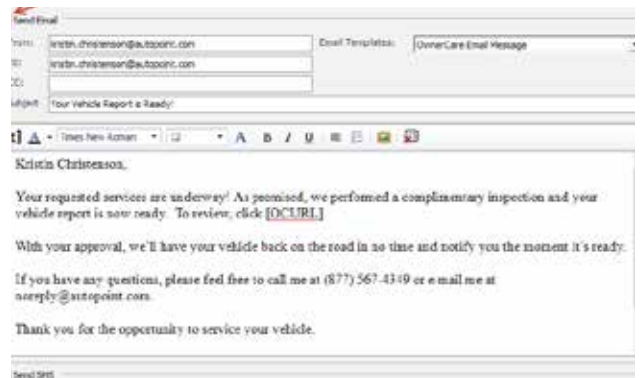 Send Email
From: kristin.christenson@autopoint.com Email Templates: OwnerCare Email Message
kristin.christenson@autopoint.com
Subject: Your Vehicle Report is Ready!
A Times New Roman 12 A B I U
Kristin Christenson,
Your requested services are underway! As promised, we performed a complimentary inspection and your
vehicle report is now ready. To review, click [OCURL]
With your approval, we'll have your vehicle back on the road in no time and notify you the moment it's ready.
If you have any questions, please feel free to call me at (877) 567-4349 or e-mail me at
noreply@autopoint.com.
Thank you for the opportunity to service your vehicle.
Send SMS